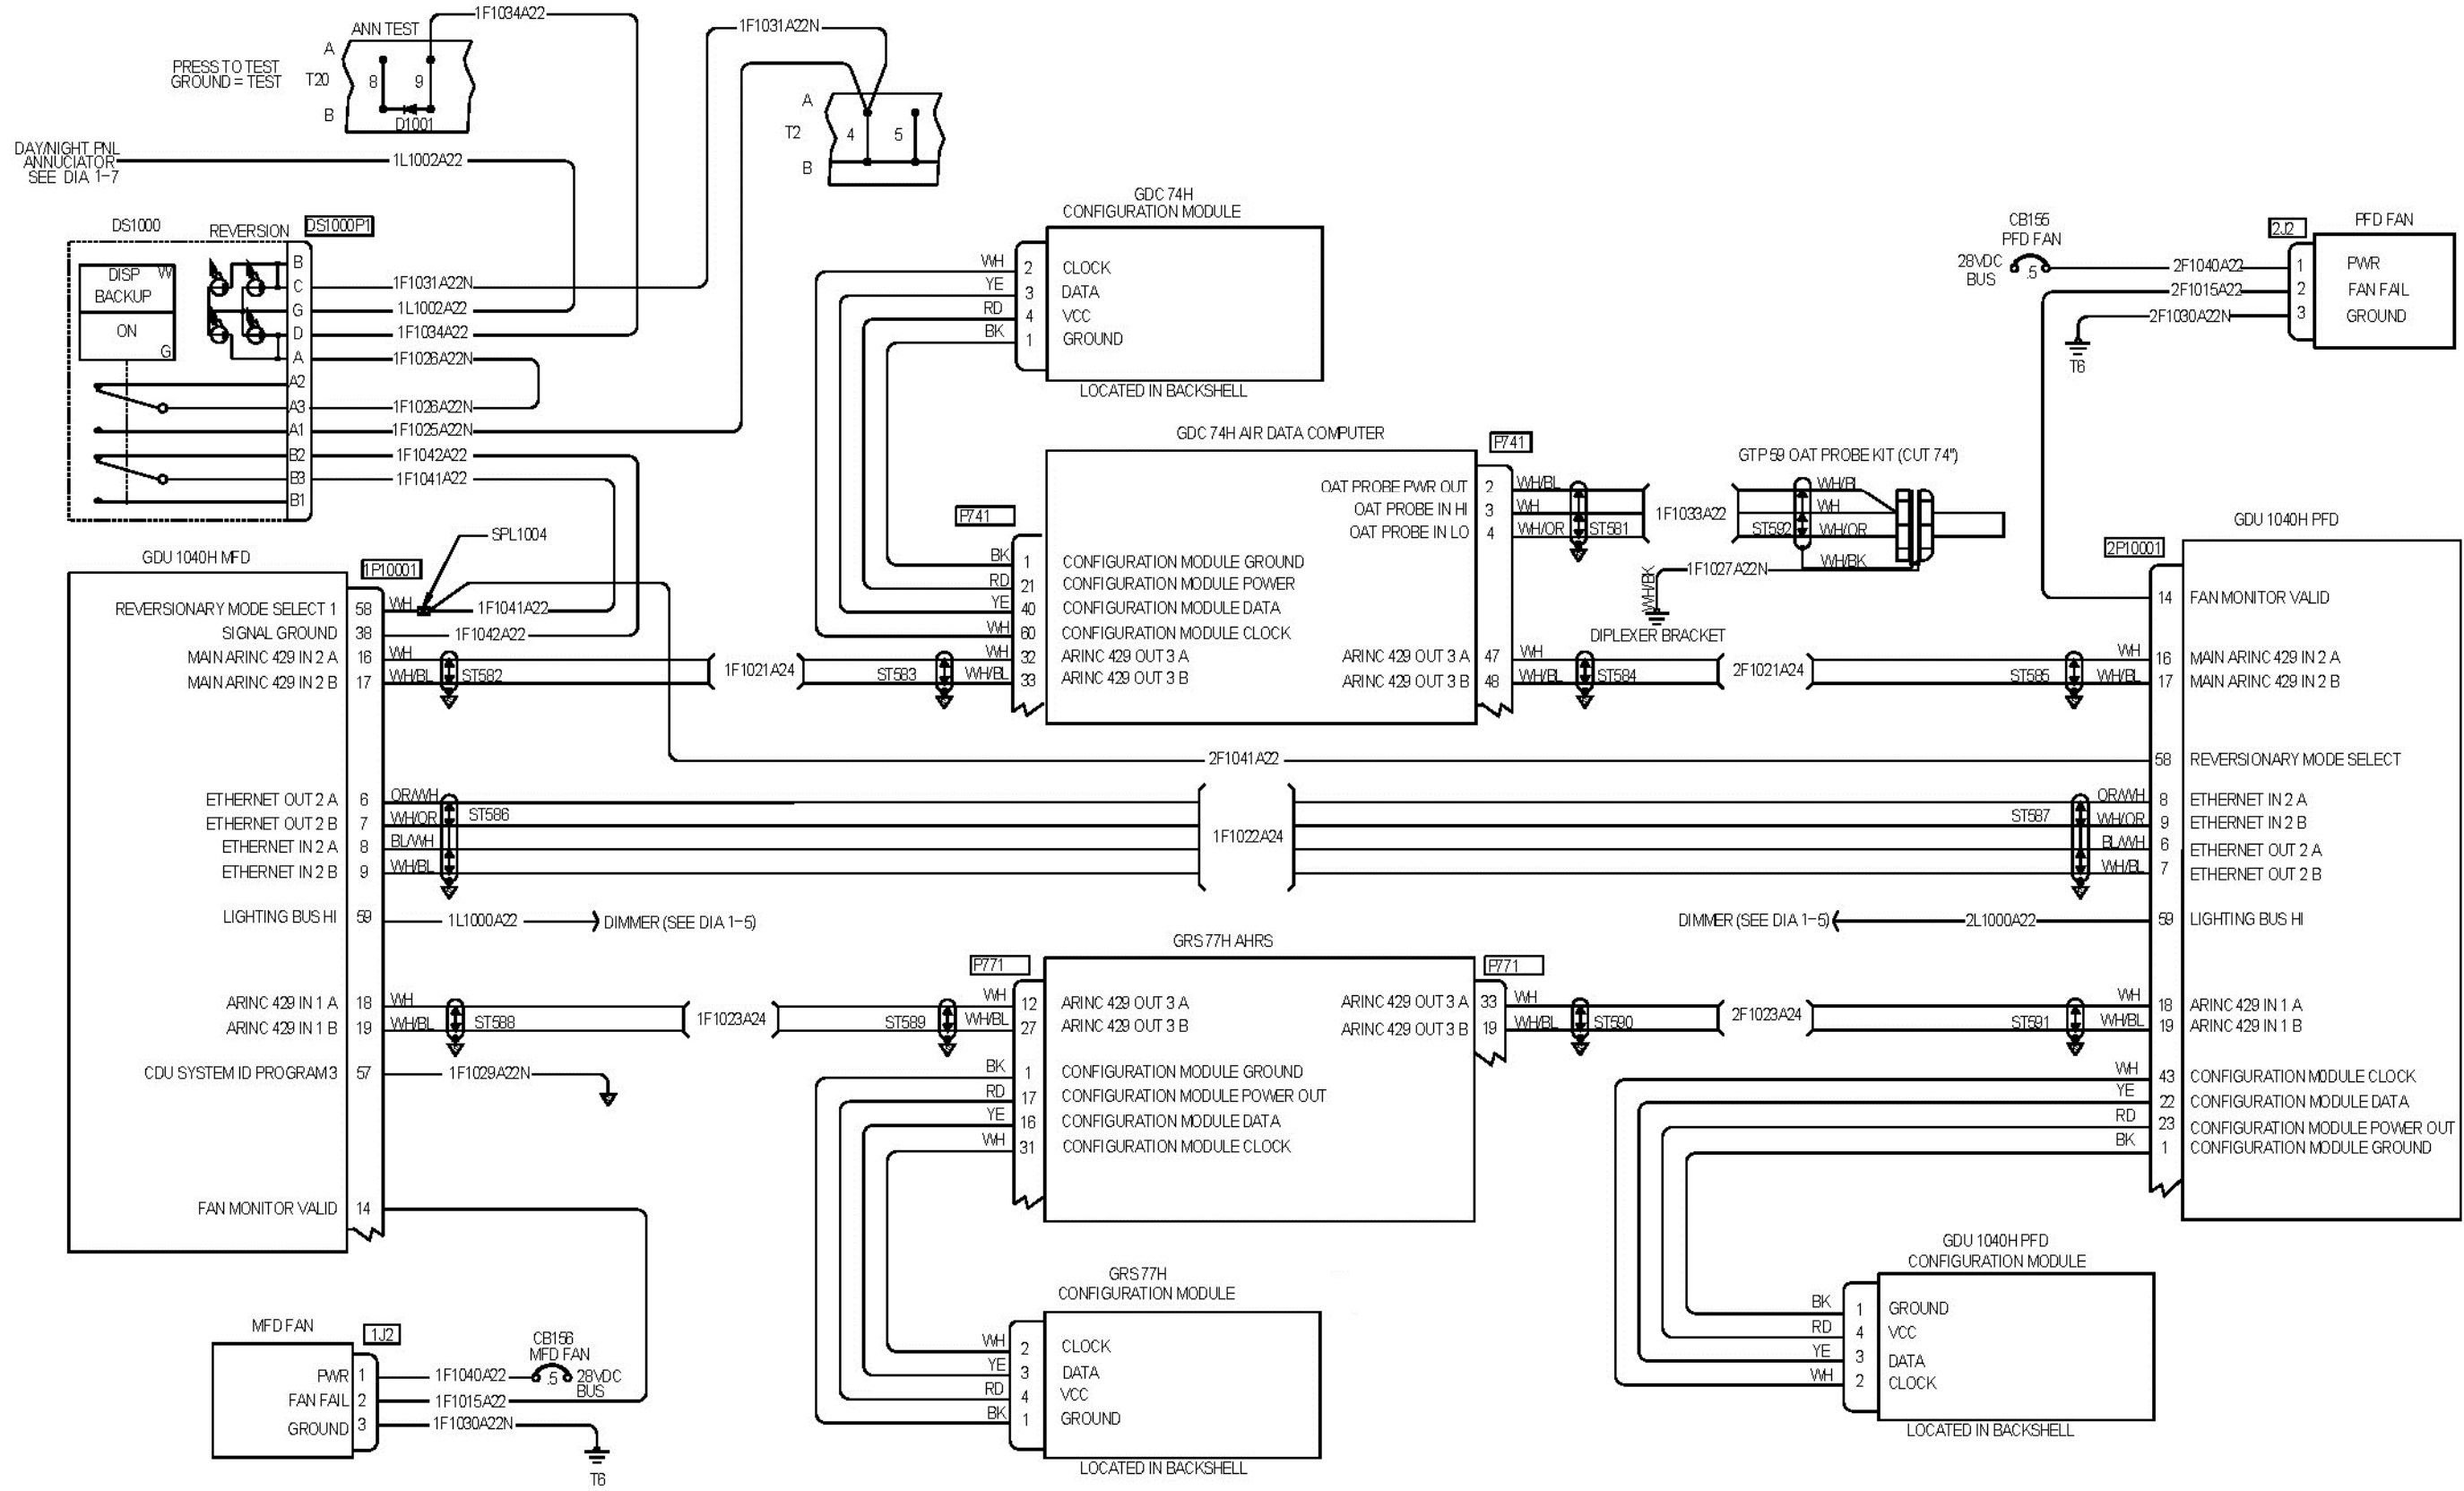 1F1034A22
ANN TEST
A
PRESS TO TEST
GROUND = TEST
T20
8
9
B
D1001
1F1031A22N
A
T2
4
5
B
DAY/NIGHT PNL
ANNUCIATOR
SEE DIA 1-7
1L1002A22
DS1000
REVERSION
DS1000P1
DISP
W
BACKUP
ON
G
B
C
1F1031A22N
G
1L1002A22
D
1F1034A22
A
1F1026A22N
A2
A3
1F1026A22N
A1
1F1025A22N
B2
1F1042A22
B3
1F1041A22
B1
SPL1004
GDC 74H
CONFIGURATION MODULE
WH 2 CLOCK
YE 3 DATA
RD 4 VCC
BK 1 GROUND
LOCATED IN BACKSHELL
CB155
PFD FAN
28VDC
BUS
.5
2J2
PFD FAN
2F1040A22 1 PWR
2F1015A22 2 FAN FAIL
2F1030A22N 3 GROUND
T6
GDU 1040H MFD
1P10001
REVERSIONARY MODE SELECT 1 58 WH 1F1041A22
SIGNAL GROUND 38 1F1042A22
MAIN ARINC 429 IN 2 A 16 WH
MAIN ARINC 429 IN 2 B 17 WH/BL ST582
1F1021A24
ETHERNET OUT 2 A 6 OR/WH
ETHERNET OUT 2 B 7 WH/OR ST586
ETHERNET IN 2 A 8 BL/WH
ETHERNET IN 2 B 9 WH/BL
LIGHTING BUS HI 59 1L1000A22 DIMMER (SEE DIA 1-5)
ARINC 429 IN 1 A 18 WH
ARINC 429 IN 1 B 19 WH/BL ST588
1F1023A24
CDU SYSTEM ID PROGRAM 3 57 1F1029A22N
FAN MONITOR VALID 14
GDC 74H AIR DATA COMPUTER
P741
P741
BK 1 CONFIGURATION MODULE GROUND
RD 21 CONFIGURATION MODULE POWER
YE 40 CONFIGURATION MODULE DATA
WH 60 CONFIGURATION MODULE CLOCK
WH 32 ARINC 429 OUT 3 A
ST583 WH/BL 33 ARINC 429 OUT 3 B
OAT PROBE PWR OUT 2 WH/BL
OAT PROBE IN HI 3 WH
OAT PROBE IN LO 4 WH/OR ST581
1F1033A22
GTP 59 OAT PROBE KIT (CUT 74")
WH/BL
WH
ST592 WH/OR
WH/BK
1F1027A22N
WH/BK
DIPLEXER BRACKET
ARINC 429 OUT 3 A 47 WH
ARINC 429 OUT 3 B 48 WH/BL ST584
2F1021A24
2F1041A22
1F1022A24
GDU 1040H PFD
2P10001
14 FAN MONITOR VALID
WH 16 MAIN ARINC 429 IN 2 A
ST585 WH/BL 17 MAIN ARINC 429 IN 2 B
58 REVERSIONARY MODE SELECT
OR/WH 8 ETHERNET IN 2 A
ST587 WH/OR 9 ETHERNET IN 2 B
BL/WH 6 ETHERNET OUT 2 A
WH/BL 7 ETHERNET OUT 2 B
DIMMER (SEE DIA 1-5) 2L1000A22 59 LIGHTING BUS HI
WH 18 ARINC 429 IN 1 A
ST591 WH/BL 19 ARINC 429 IN 1 B
WH 43 CONFIGURATION MODULE CLOCK
YE 22 CONFIGURATION MODULE DATA
RD 23 CONFIGURATION MODULE POWER OUT
BK 1 CONFIGURATION MODULE GROUND
GRS 77H AHRS
P771
P771
WH 12 ARINC 429 OUT 3 A
ST589 WH/BL 27 ARINC 429 OUT 3 B
ARINC 429 OUT 3 A 33 WH
ARINC 429 OUT 3 B 19 WH/BL ST590
2F1023A24
BK 1 CONFIGURATION MODULE GROUND
RD 17 CONFIGURATION MODULE POWER OUT
YE 16 CONFIGURATION MODULE DATA
WH 31 CONFIGURATION MODULE CLOCK
MFD FAN
1J2
PWR 1 1F1040A22
FAN FAIL 2 1F1015A22
GROUND 3 1F1030A22N
CB156
MFD FAN
.5
28VDC
BUS
T6
GRS 77H
CONFIGURATION MODULE
WH 2 CLOCK
YE 3 DATA
RD 4 VCC
BK 1 GROUND
LOCATED IN BACKSHELL
GDU 1040H PFD
CONFIGURATION MODULE
BK 1 GROUND
RD 4 VCC
YE 3 DATA
WH 2 CLOCK
LOCATED IN BACKSHELL